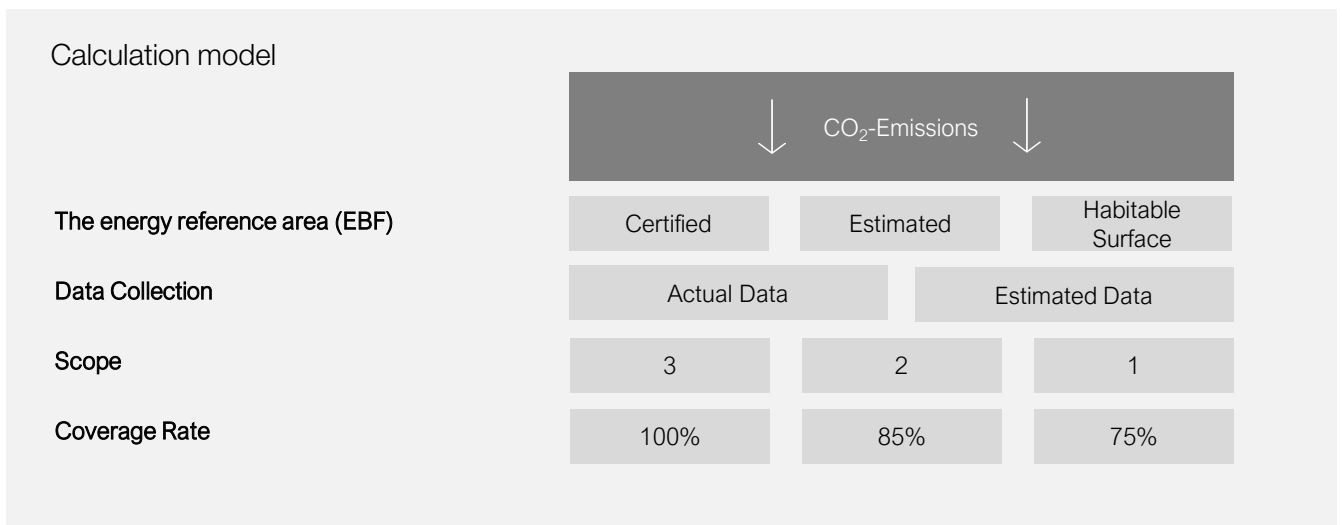 Calculation model
CO₂-Emissions
The energy reference area (EBF)
Certified
Estimated
Habitable
Surface
Data Collection
Actual Data
Estimated Data
Scope
3
2
1
Coverage Rate
100%
85%
75%